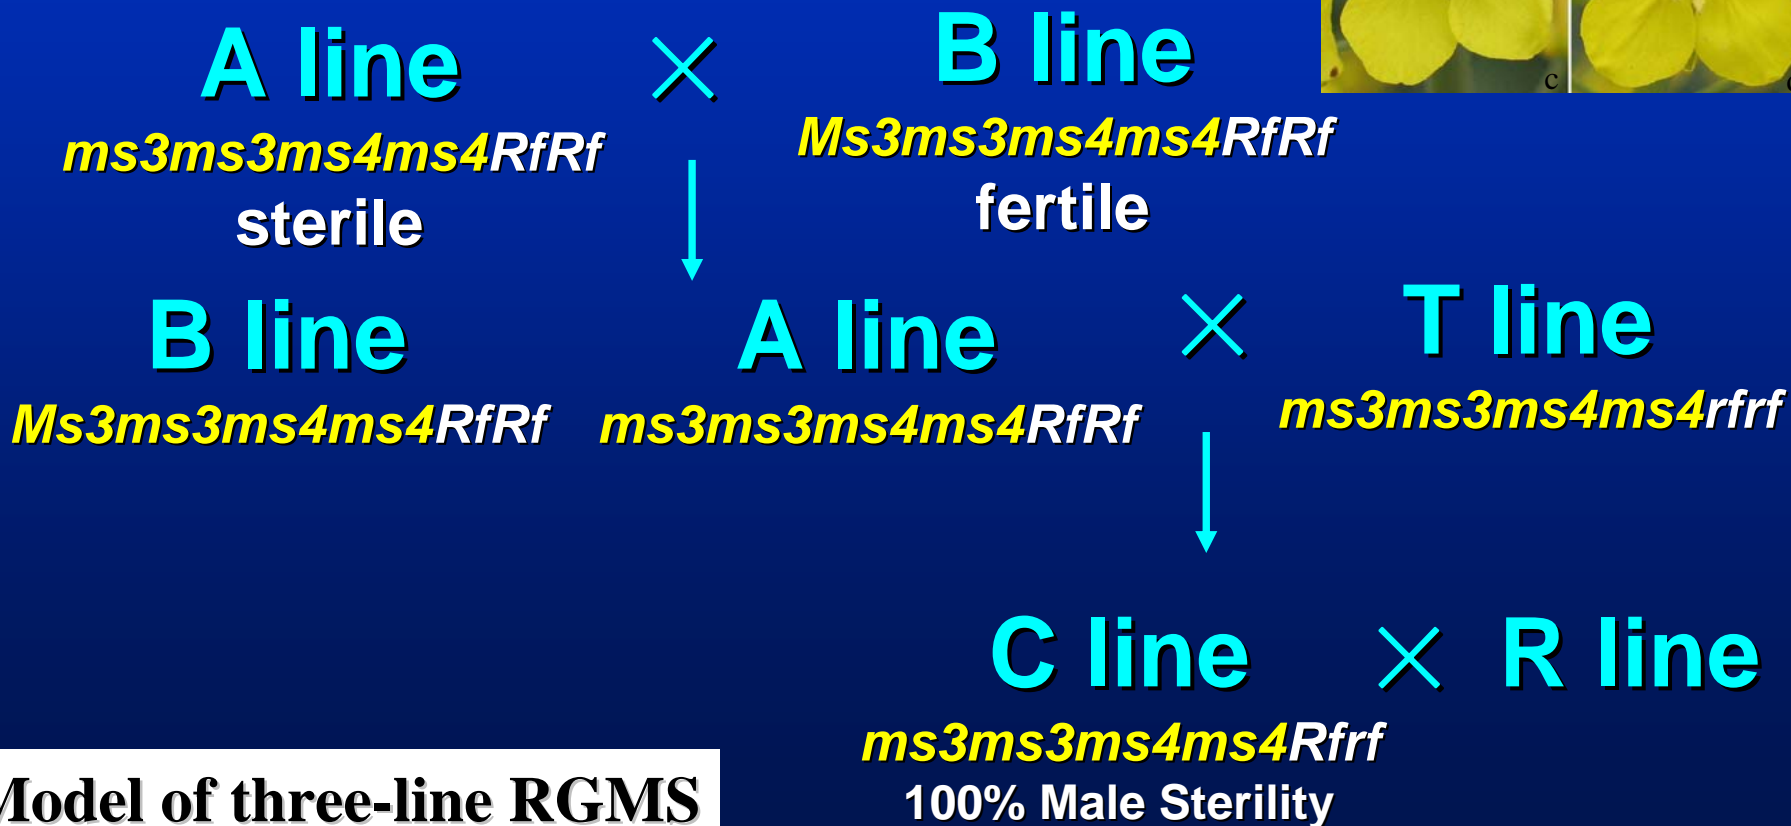 A line × B line
ms3ms3ms4ms4RfRf Ms3ms3ms4ms4RfRf
sterile fertile
c
B line A line × T line
Ms3ms3ms4ms4RfRf ms3ms3ms4ms4RfRf ms3ms3ms4ms4rfrf
C line × R line
ms3ms3ms4ms4Rfrf
100% Male Sterility
Model of three-line RGMS